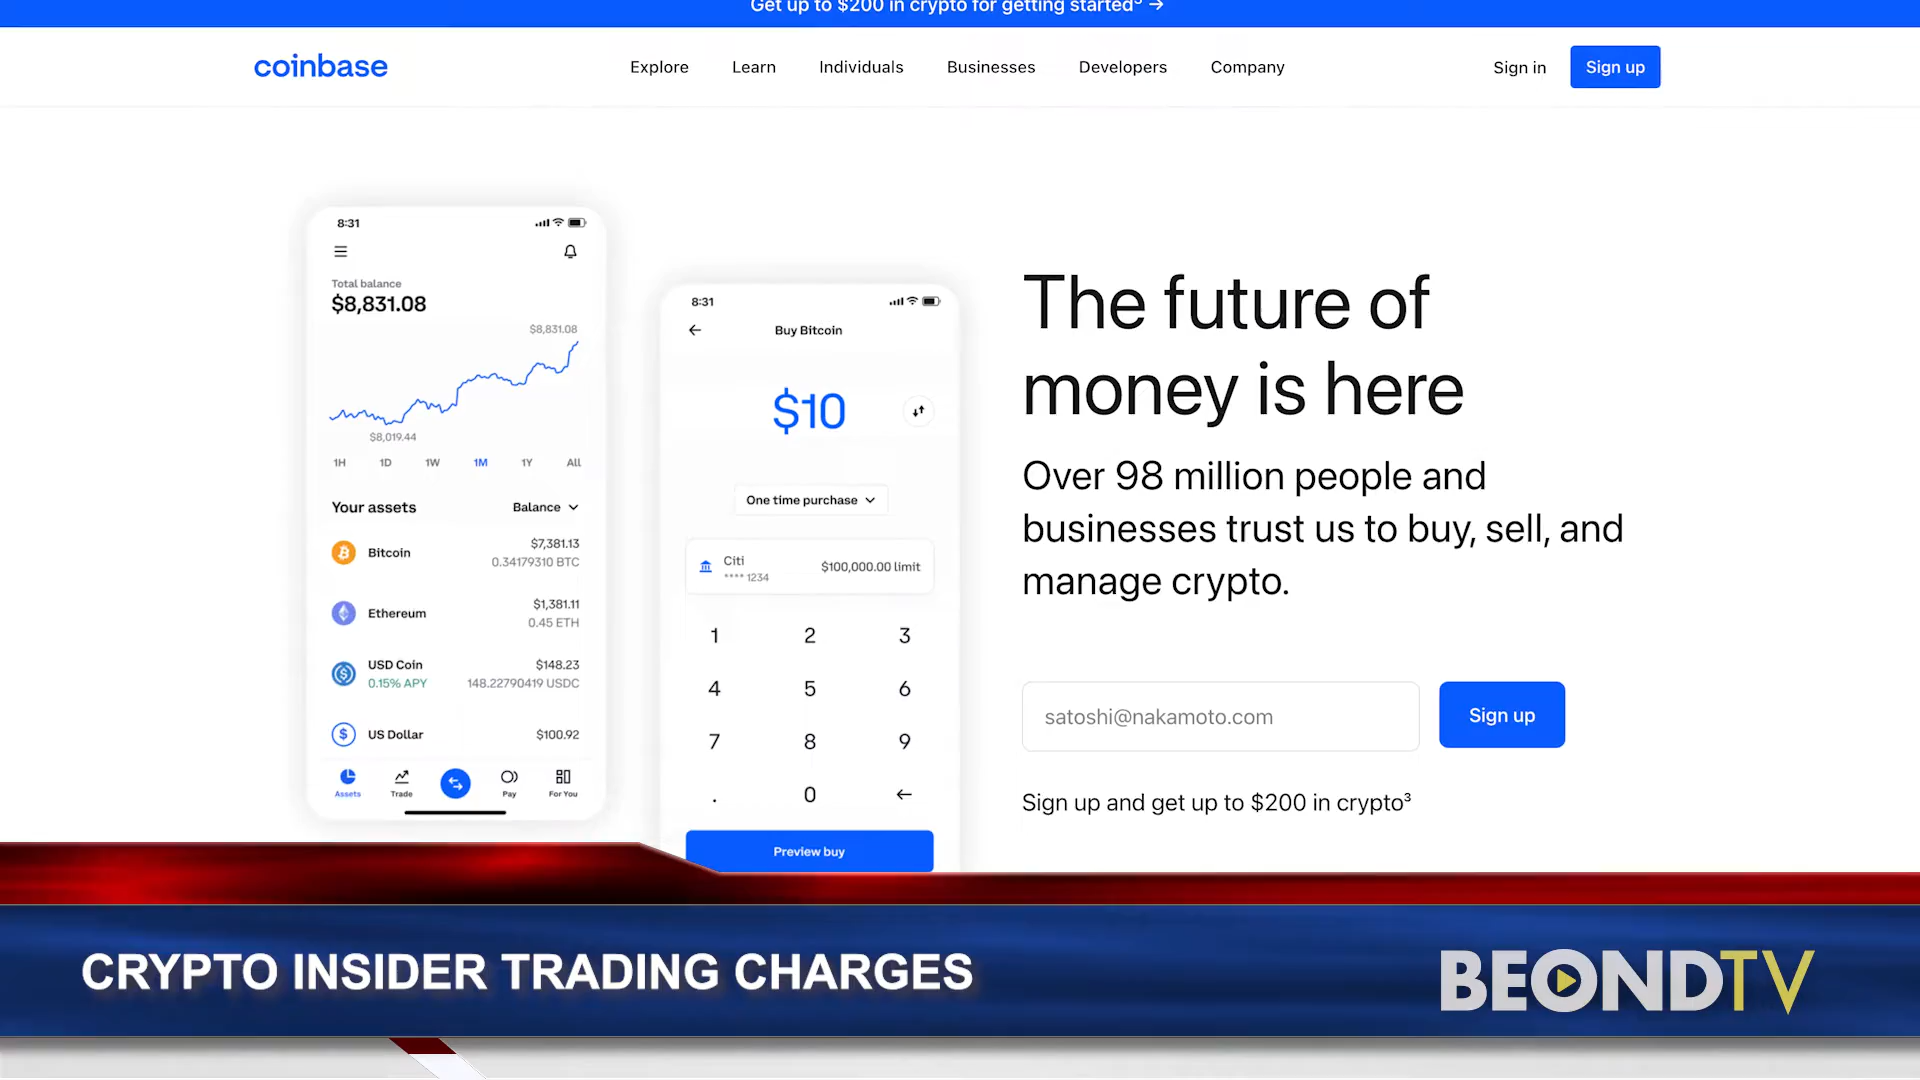 Get up to $200 in crypto for getting started³ →
coinbase
Explore Learn Individuals Businesses Developers Company
Sign in Sign up
8:31
Total balance
$8,831.08
$8,831.08
$8,019.44
1H 1D 1W 1M 1Y All
Your assets Balance
Bitcoin $7,381.13
0.34179310 BTC
Ethereum $1,381.11
0.45 ETH
USD Coin $148.23
0.15% APY 148.22790419 USDC
US Dollar $100.92
Assets Trade Pay For You
8:31
Buy Bitcoin
$10
One time purchase
Citi
**** 1234
$100,000.00 limit
1 2 3
4 5 6
7 8 9
. 0 ←
Preview buy
The future of
money is here
Over 98 million people and
businesses trust us to buy, sell, and
manage crypto.
satoshi@nakamoto.com
Sign up
Sign up and get up to $200 in crypto³
CRYPTO INSIDER TRADING CHARGES
BEONDTV